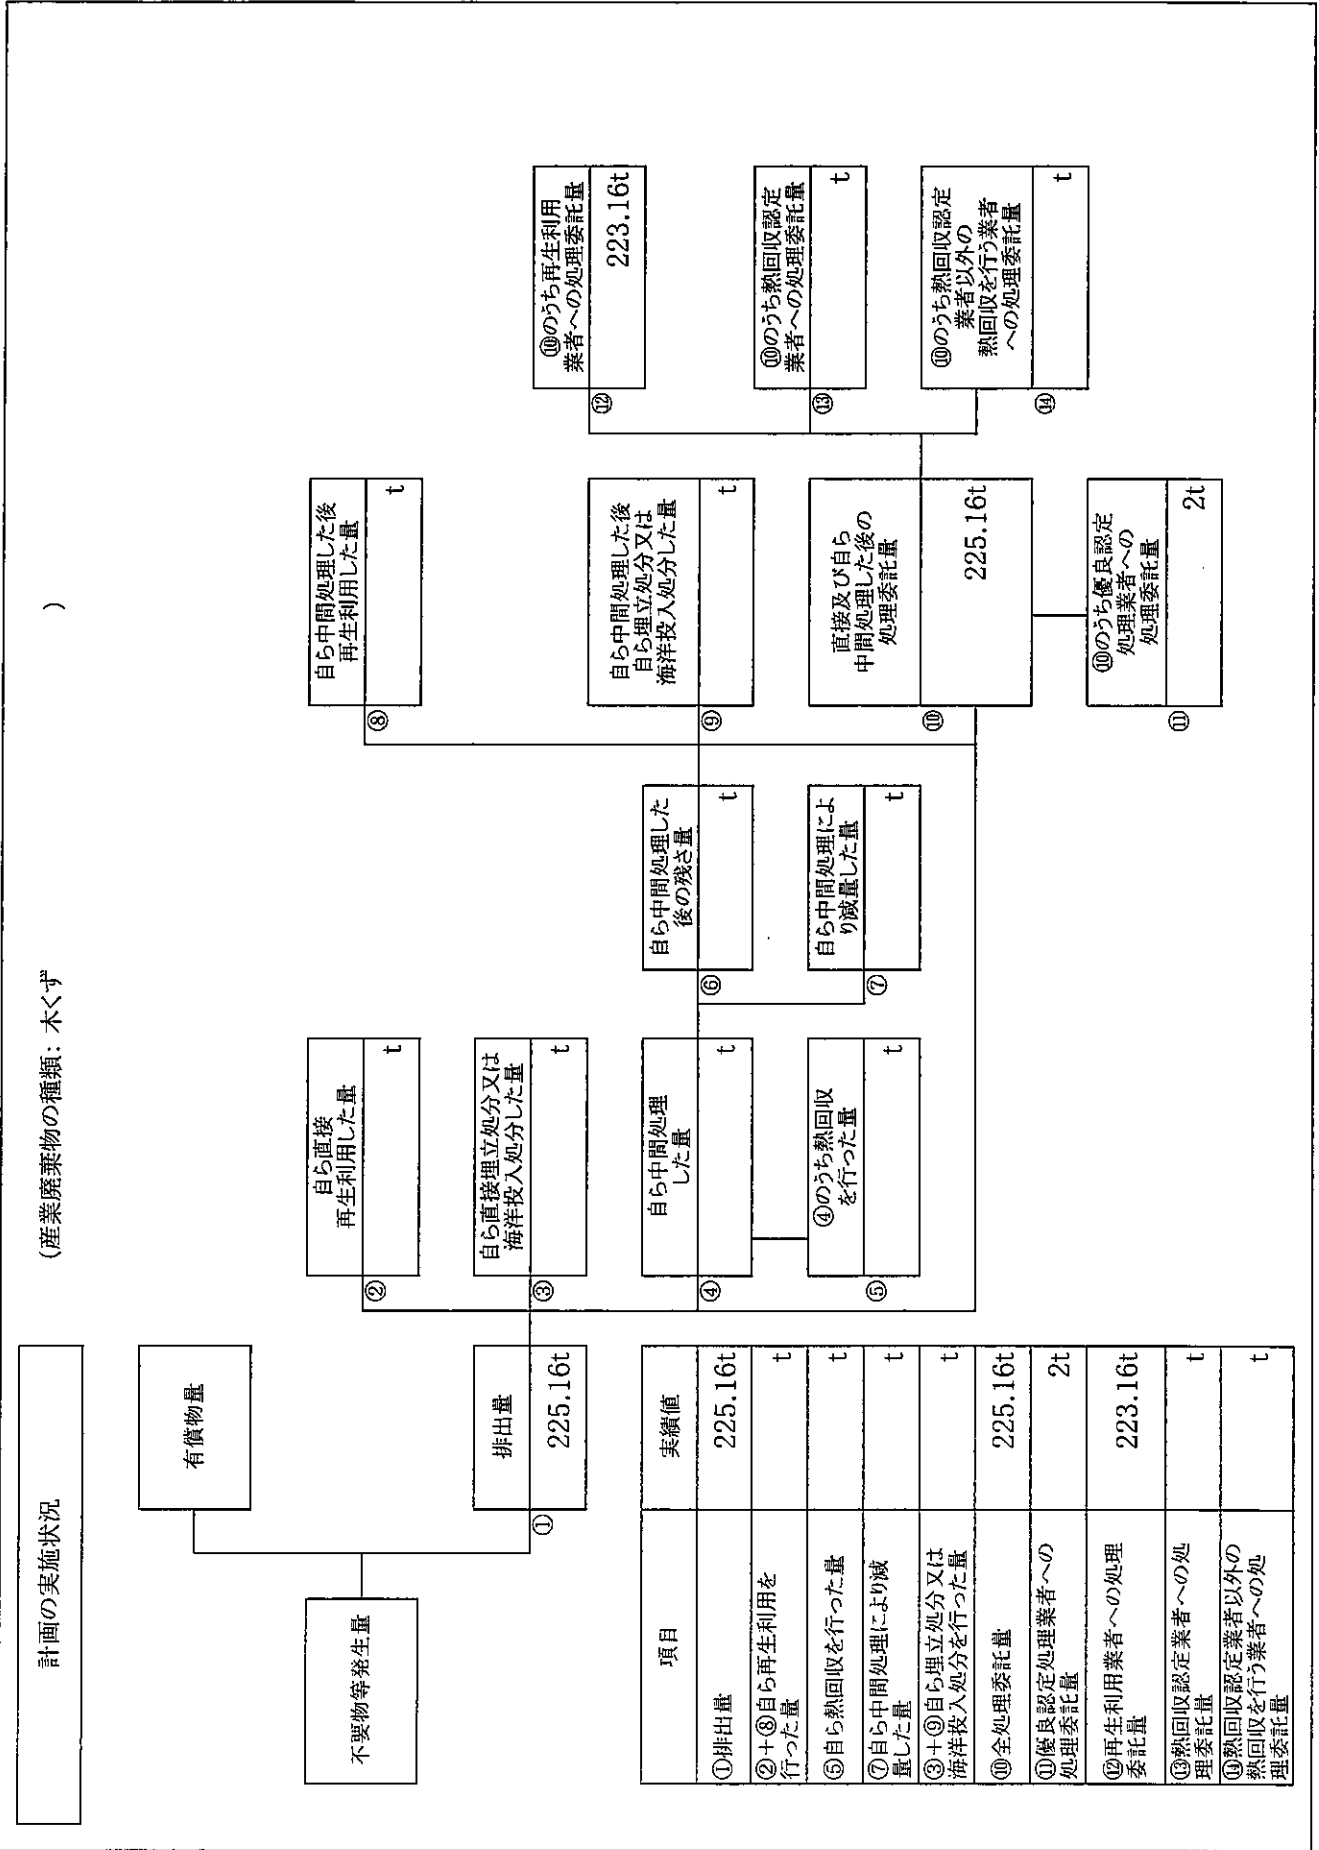 計画の実施状況
(産業廃棄物の種類：木くず
)
不要物等発生量
有償物量
排出量
①
225.16t
自ら直接
再生利用した量
②
t
自ら直接埋立処分又は
海洋投入処分した量
③
t
自ら中間処理
した量
④
t
④のうち熱回収
を行った量
⑤
t
自ら中間処理した
後の残さ量
⑥
t
自ら中間処理によ
り減量した量
⑦
t
自ら中間処理した後
再生利用した量
⑧
t
自ら中間処理した後
自ら埋立処分又は
海洋投入処分した量
⑨
t
直接及び自ら
中間処理した後の
処理委託量
⑩
225.16t
⑩のうち優良認定
処理業者への
処理委託量
⑪
2t
⑩のうち再生利用
業者への処理委託量
⑫
223.16t
⑩のうち熱回収認定
業者への処理委託量
⑬
t
⑩のうち熱回収認定
業者以外の
熱回収を行う業者
への処理委託量
⑭
t
項目 実績値
①排出量 225.16t
②+⑧自ら再生利用を
行った量 t
⑤自ら熱回収を行った量 t
⑦自ら中間処理により減
量した量 t
③+⑨自ら埋立処分又は
海洋投入処分を行った量 t
⑩全処理委託量 225.16t
⑪優良認定処理業者への
処理委託量 2t
⑫再生利用業者への処理
委託量 223.16t
⑬熱回収認定業者への処
理委託量 t
⑭熱回収認定業者以外の
熱回収を行う業者への処
理委託量 t